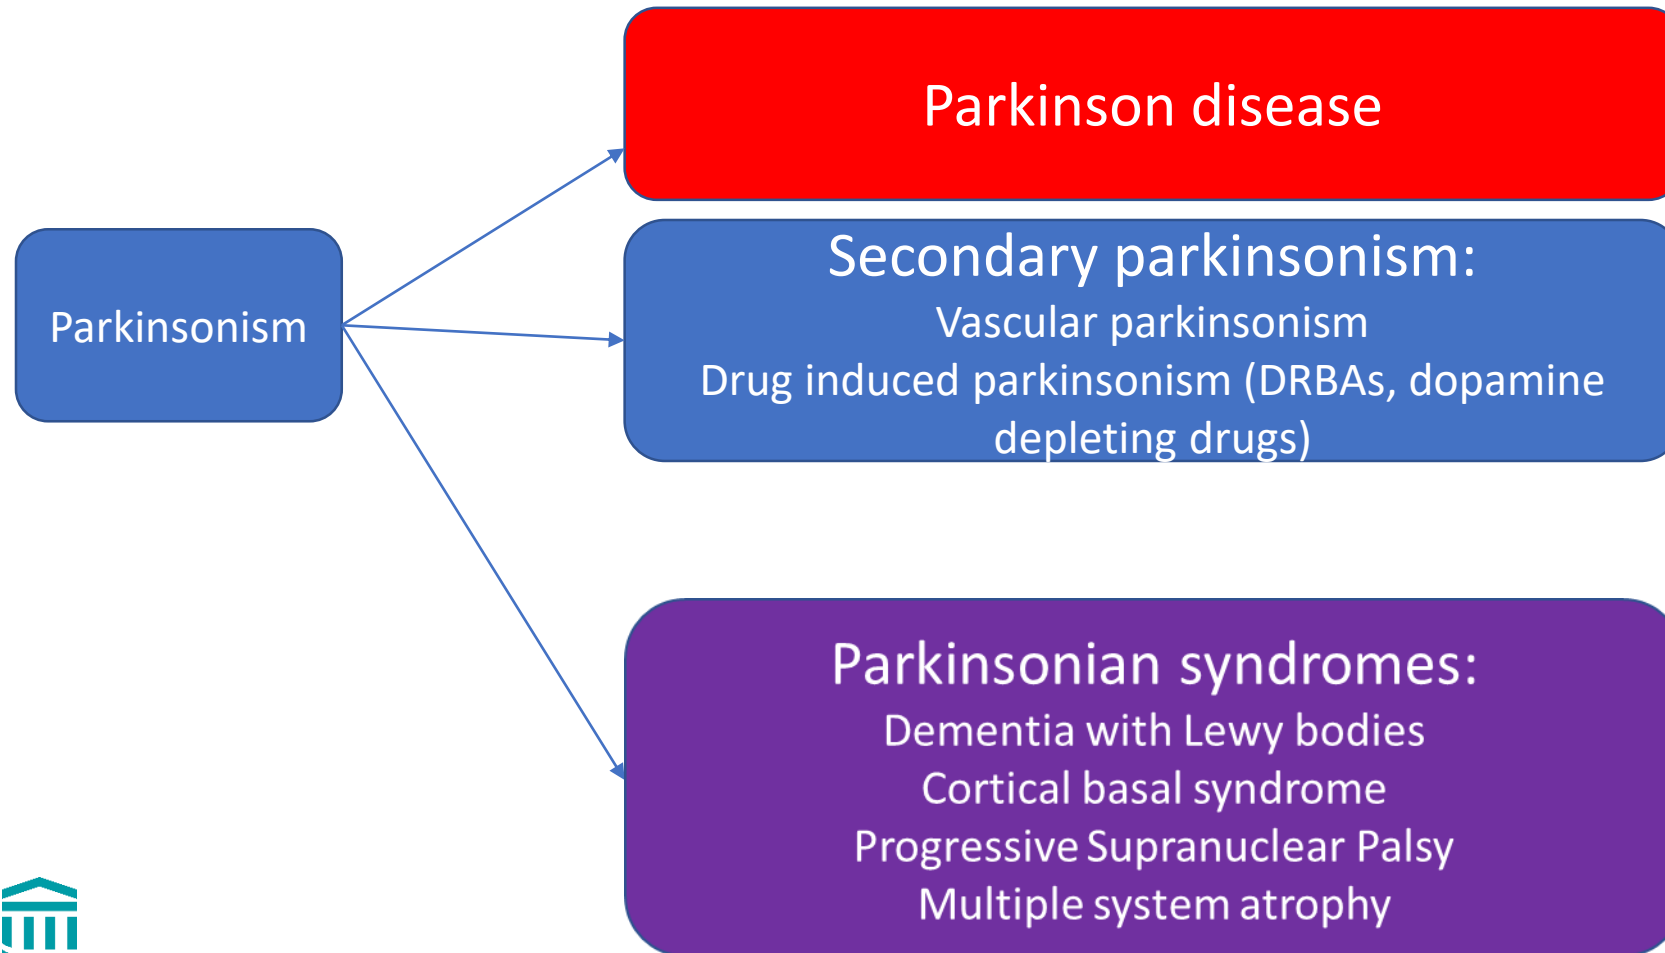 Parkinson disease
Parkinsonism
Secondary parkinsonism:
Vascular parkinsonism
Drug induced parkinsonism (DRBAs, dopamine
depleting drugs)
Parkinsonian syndromes:
Dementia with Lewy bodies
Cortical basal syndrome
Progressive Supranuclear Palsy
Multiple system atrophy